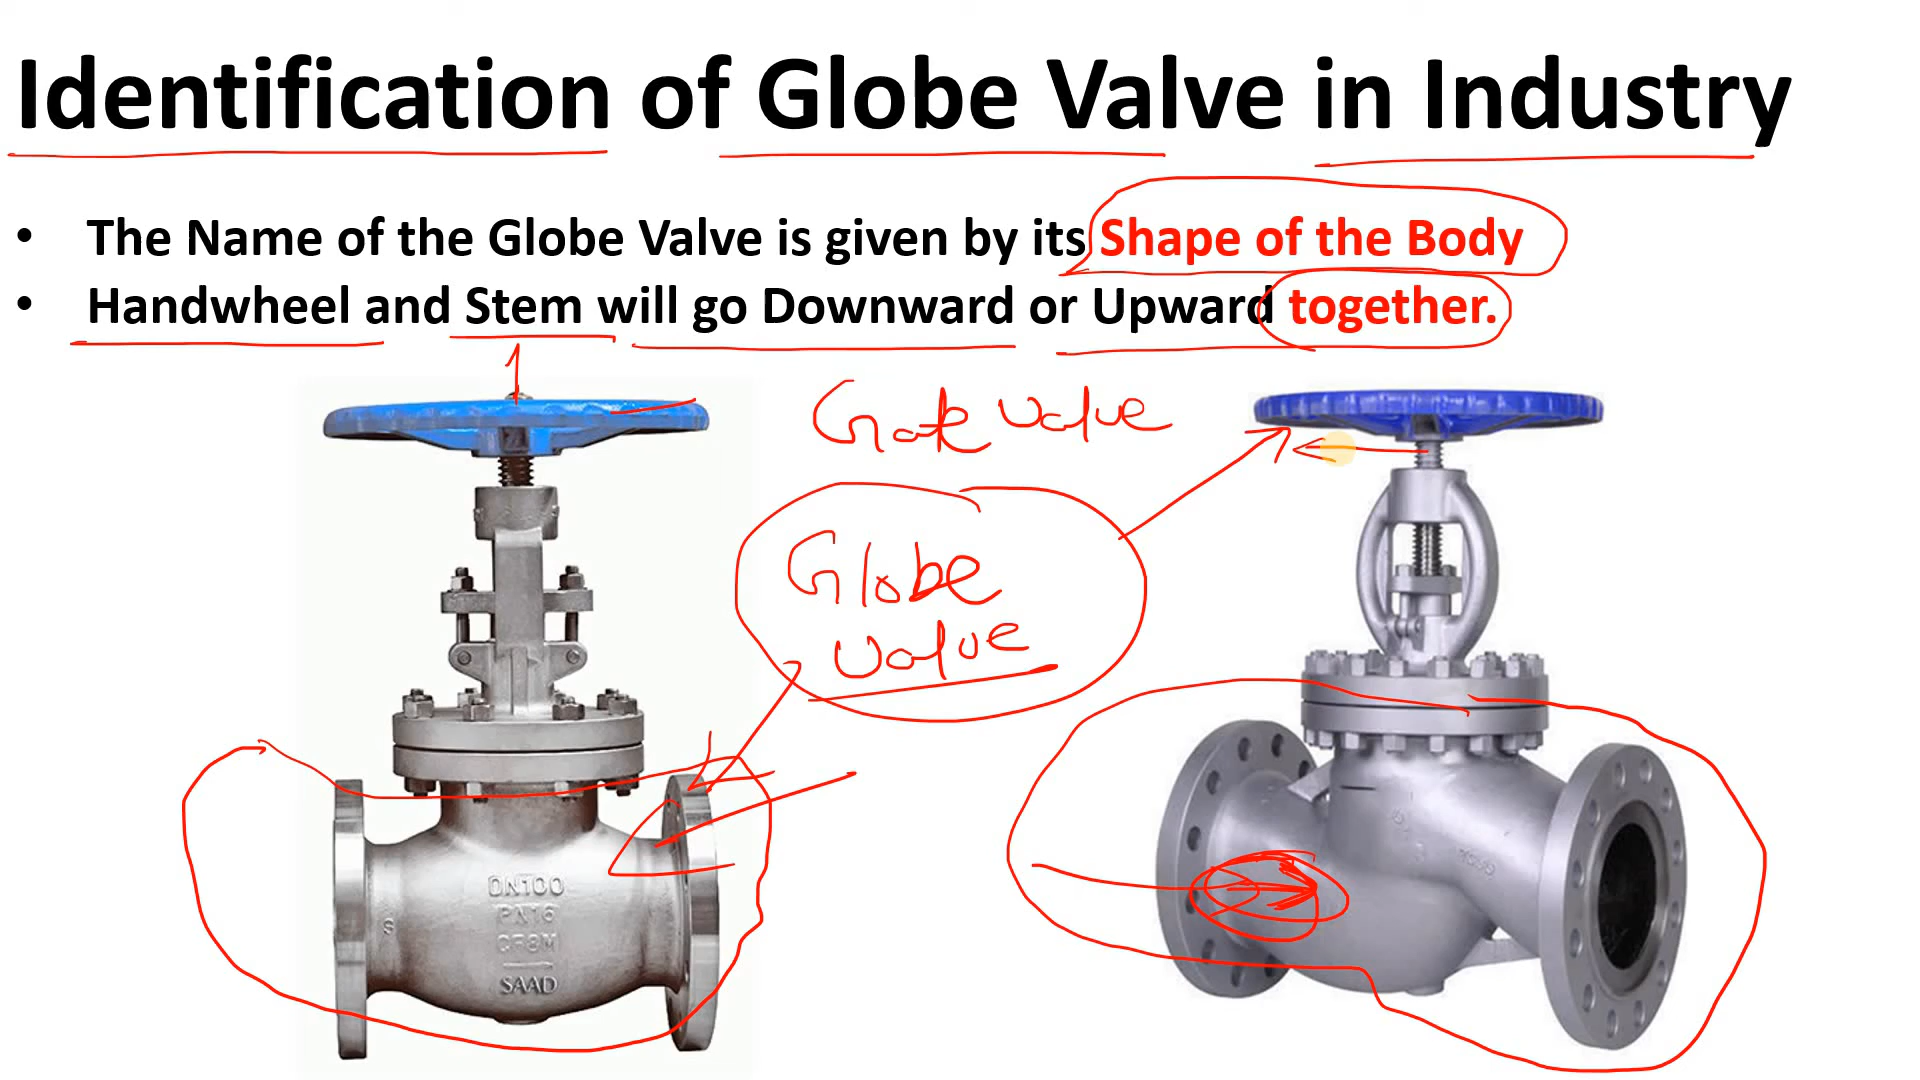 Identification of Globe Valve in Industry
• The Name of the Globe Valve is given by its Shape of the Body
• Handwheel and Stem will go Downward or Upward together.
Gate Valve
Globe
Valve
DN100
PN16
CF8M
SAAD
S